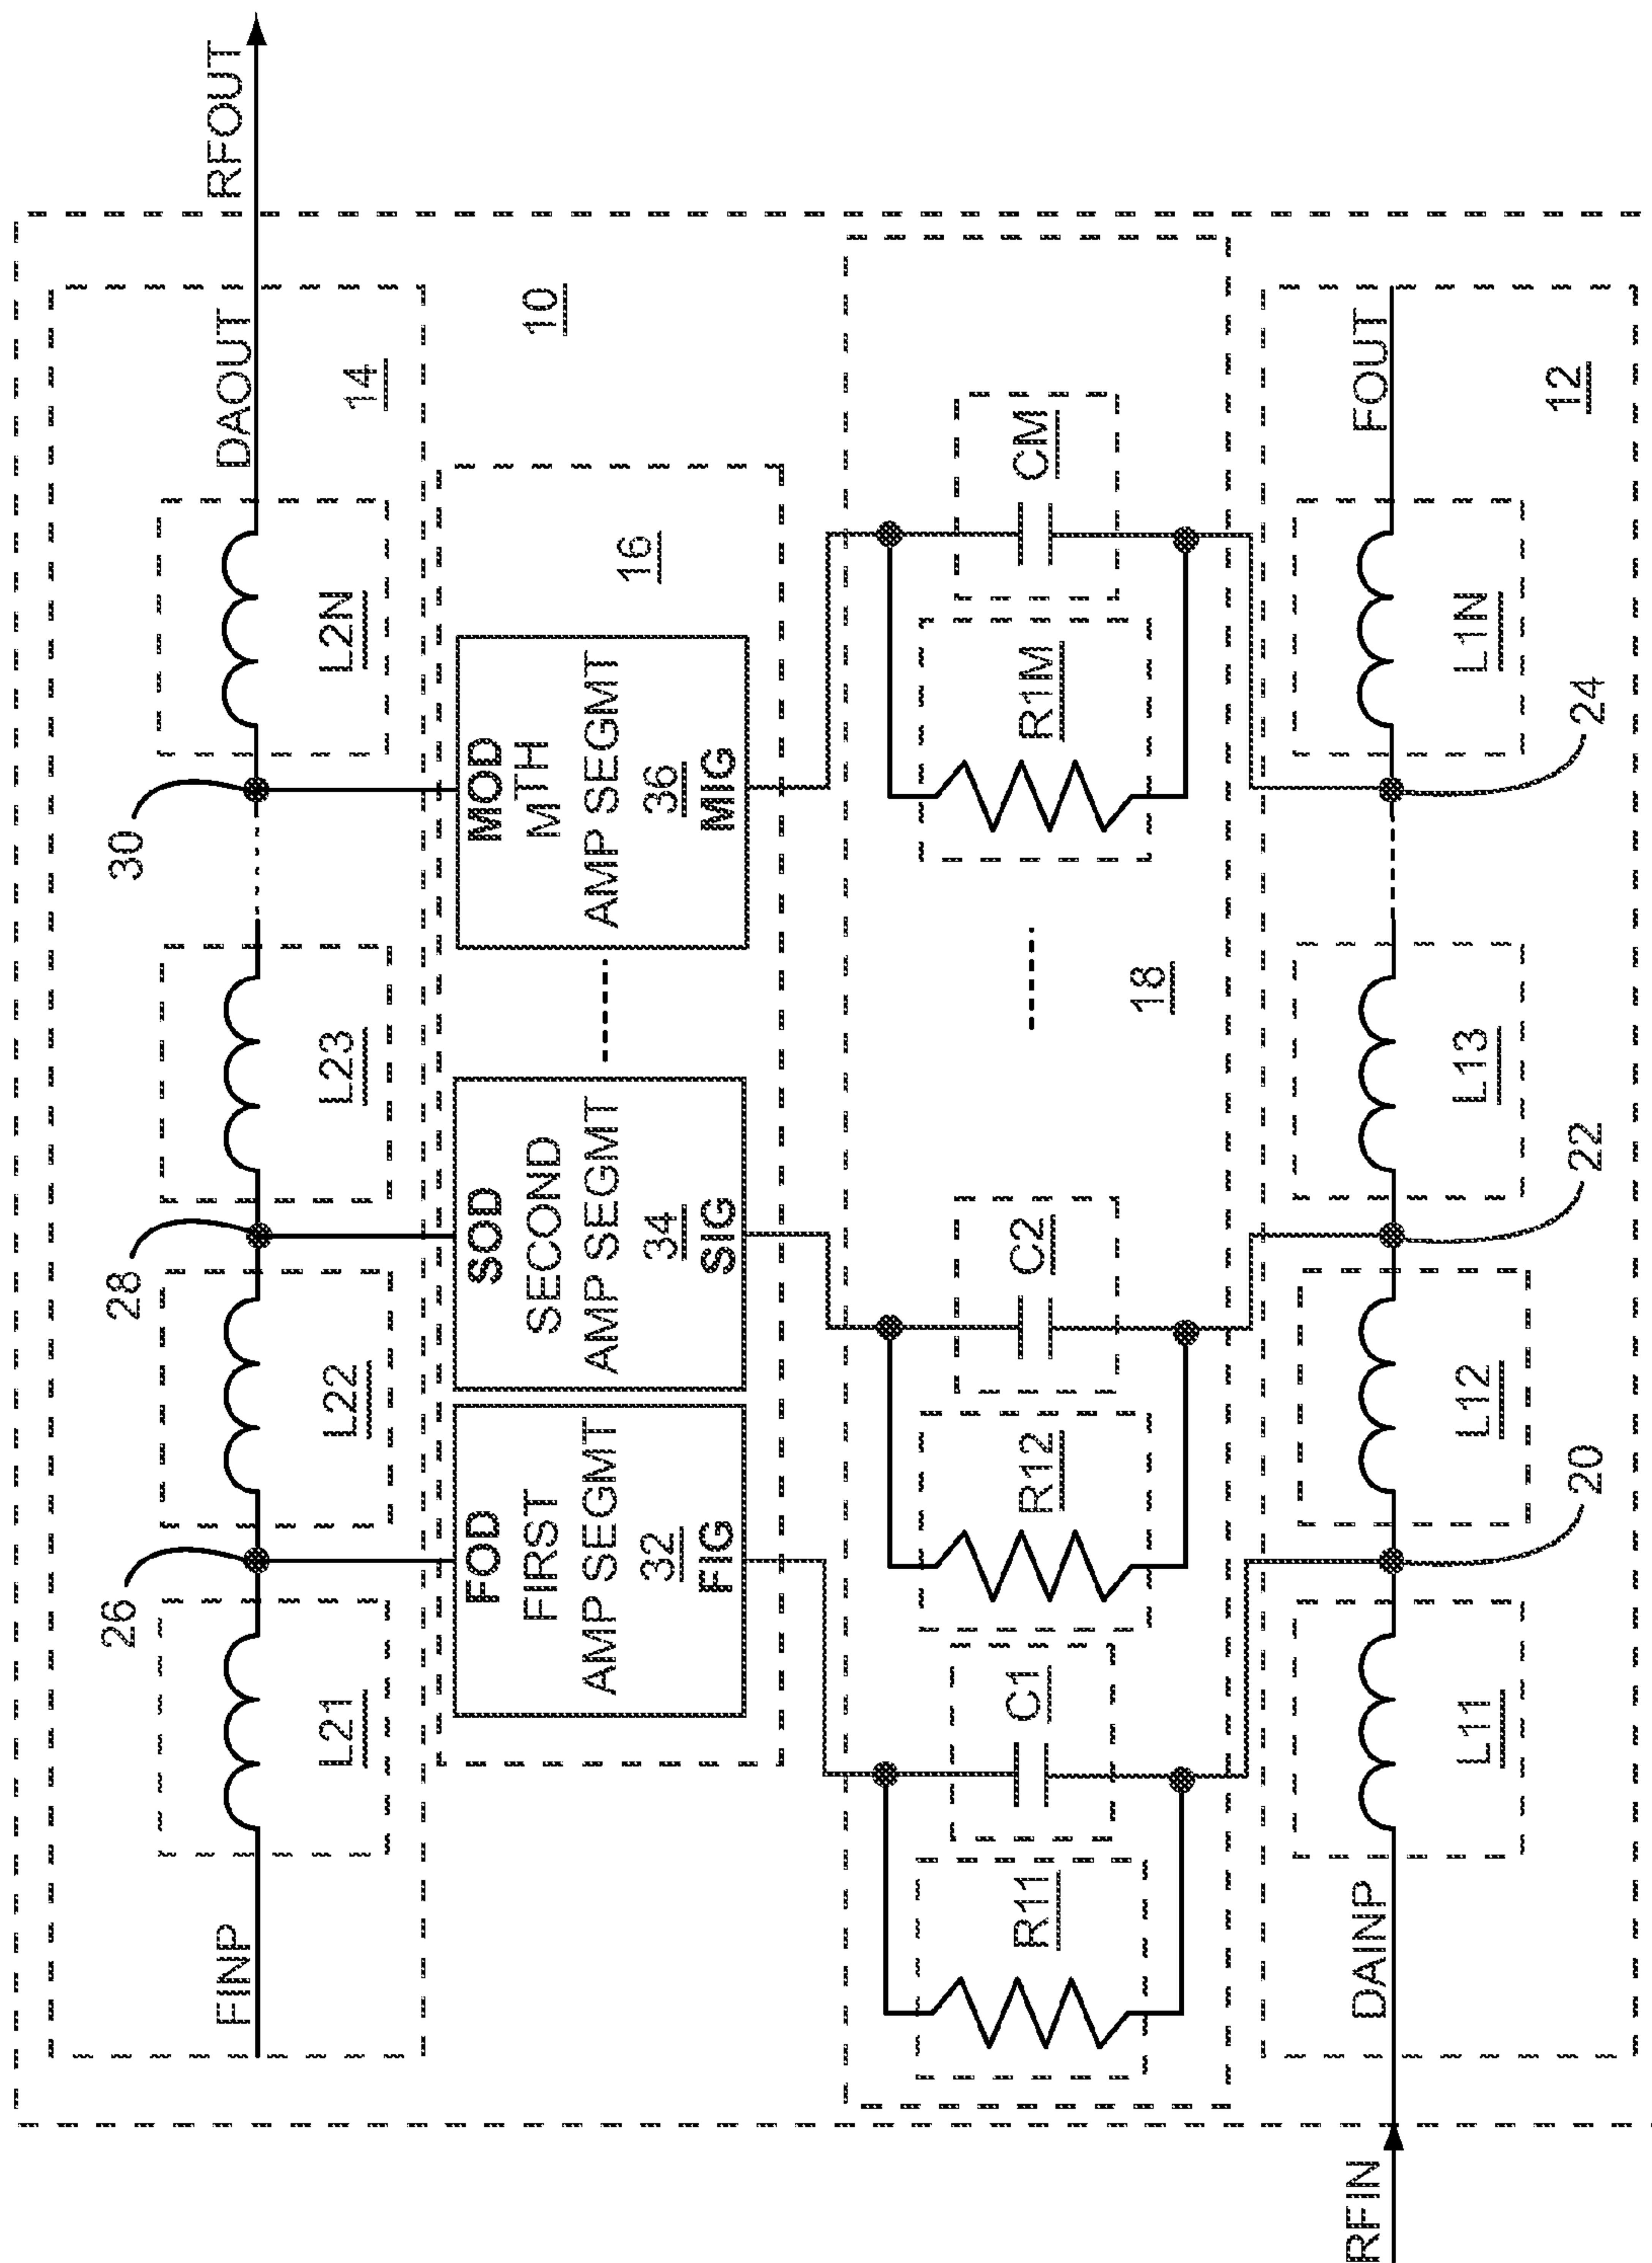 RFOUT
30
28
26
FINP
DAOUT
L21
L22
L23
L2N
14
FOD
FIRST
AMP SEGMT
32
FIG
SOD
SECOND
AMP SEGMT
34
SIG
MOD
MTH
AMP SEGMT
36
MIG
16
10
R11
C1
R12
C2
R1M
CM
18
RFIN
DAINP
FOUT
L11
L12
L13
L1N
12
20
22
24